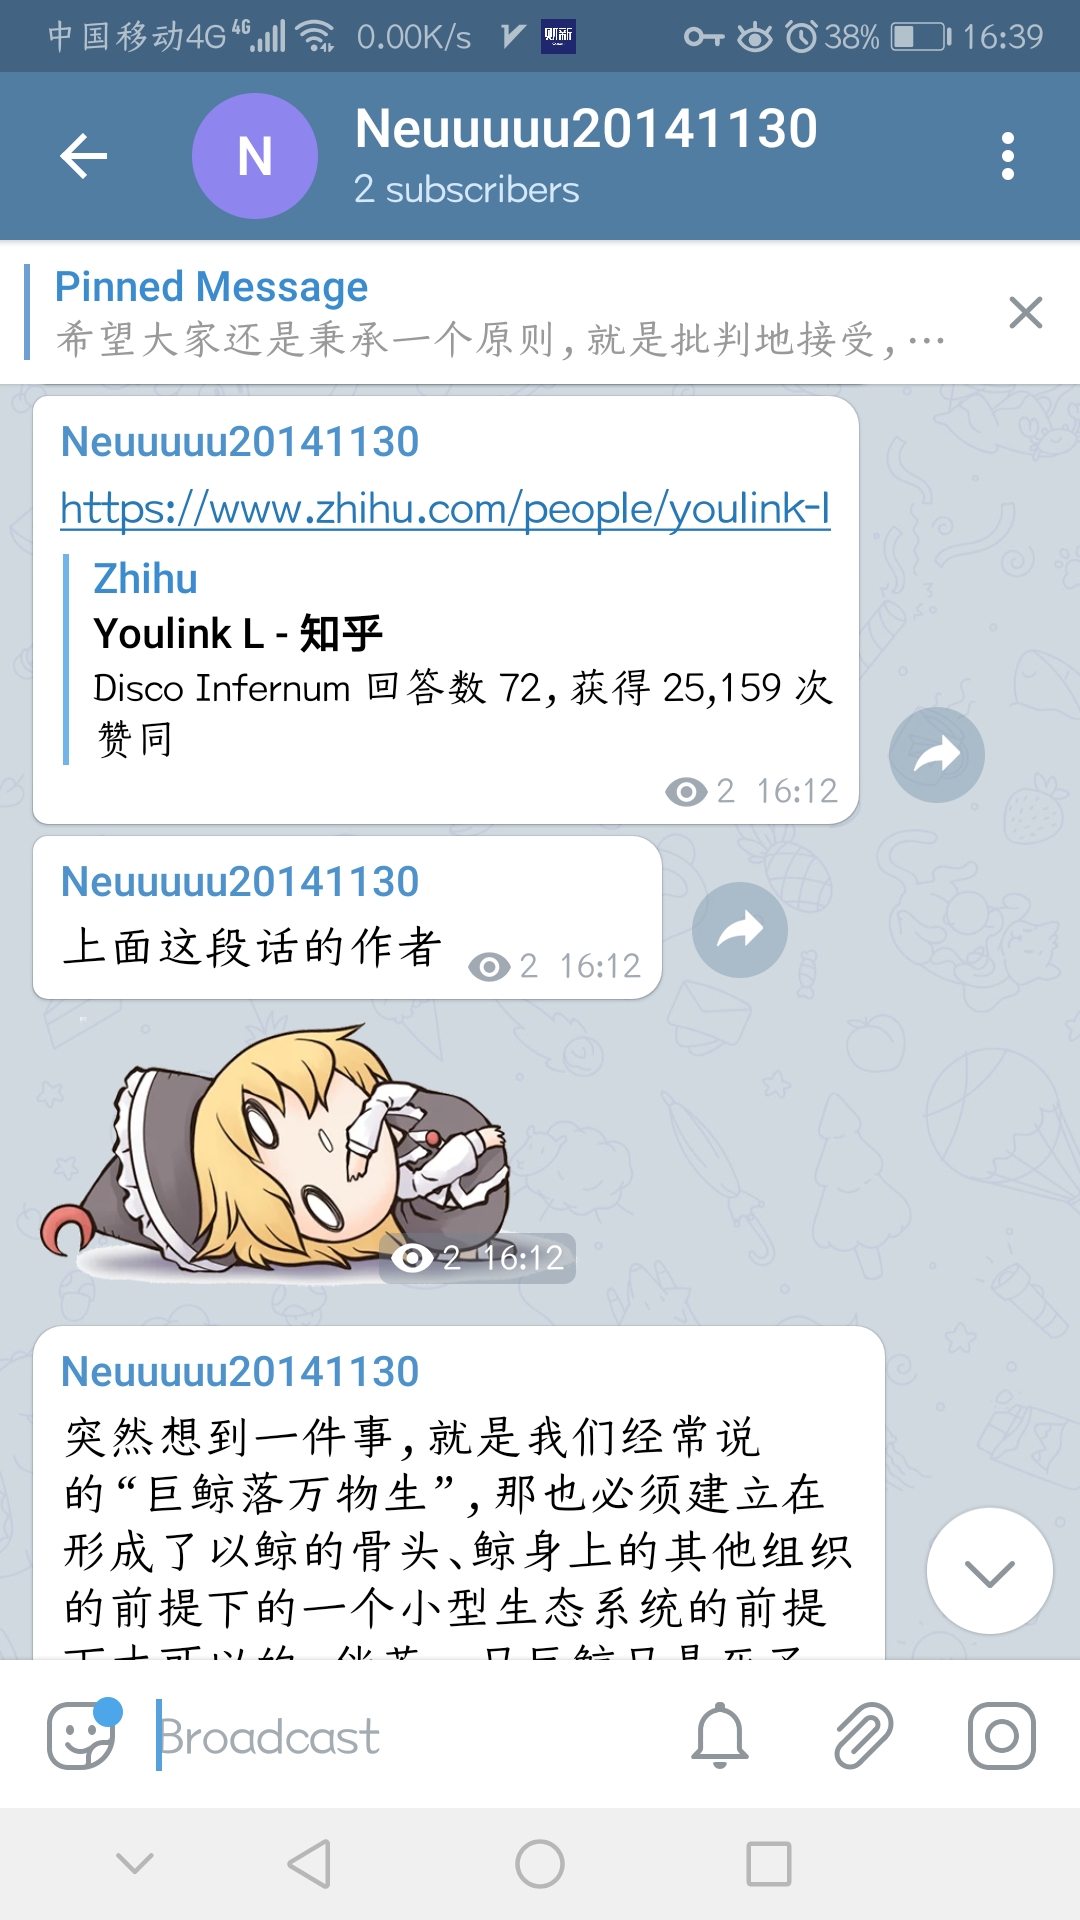 中国移动4G 4G 0.00K/s 财新 38% 16:39
N
Neuuuuu20141130
2 subscribers
Pinned Message
希望大家还是秉承一个原则,就是批判地接受,…
Neuuuuu20141130
https://www.zhihu.com/people/youlink-l
Zhihu
Youlink L - 知乎
Disco Infernum 回答数 72, 获得 25,159 次
赞同
2 16:12
Neuuuuu20141130
上面这段话的作者
2 16:12
2 16:12
Neuuuuu20141130
突然想到一件事,就是我们经常说
的“巨鲸落万物生”,那也必须建立在
形成了以鲸的骨头、鲸身上的其他组织
的前提下的一个小型生态系统的前提
Broadcast